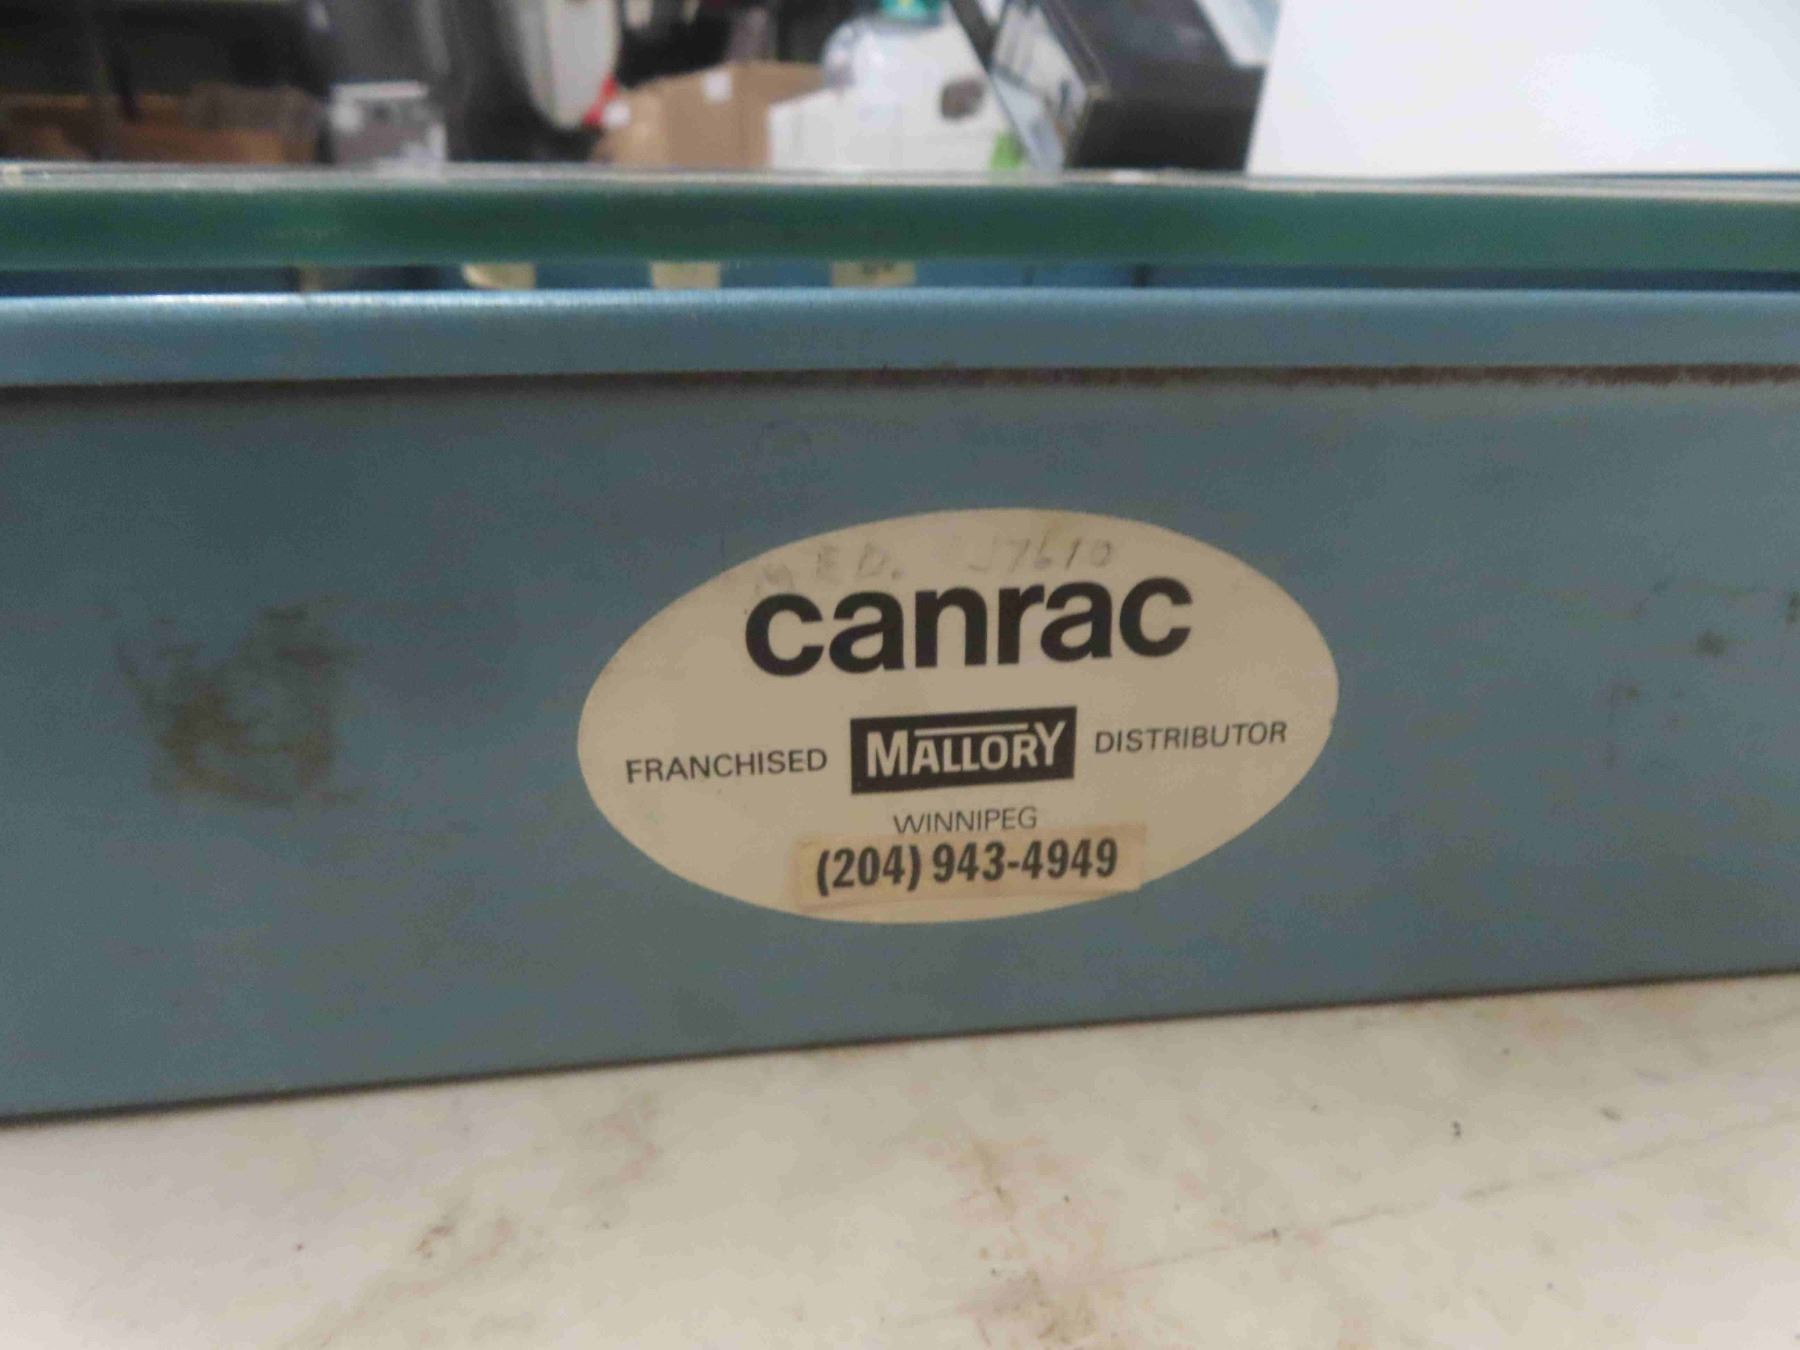 canrac
FRANCHISED MALLORY DISTRIBUTOR
WINNIPEG
(204) 943-4949